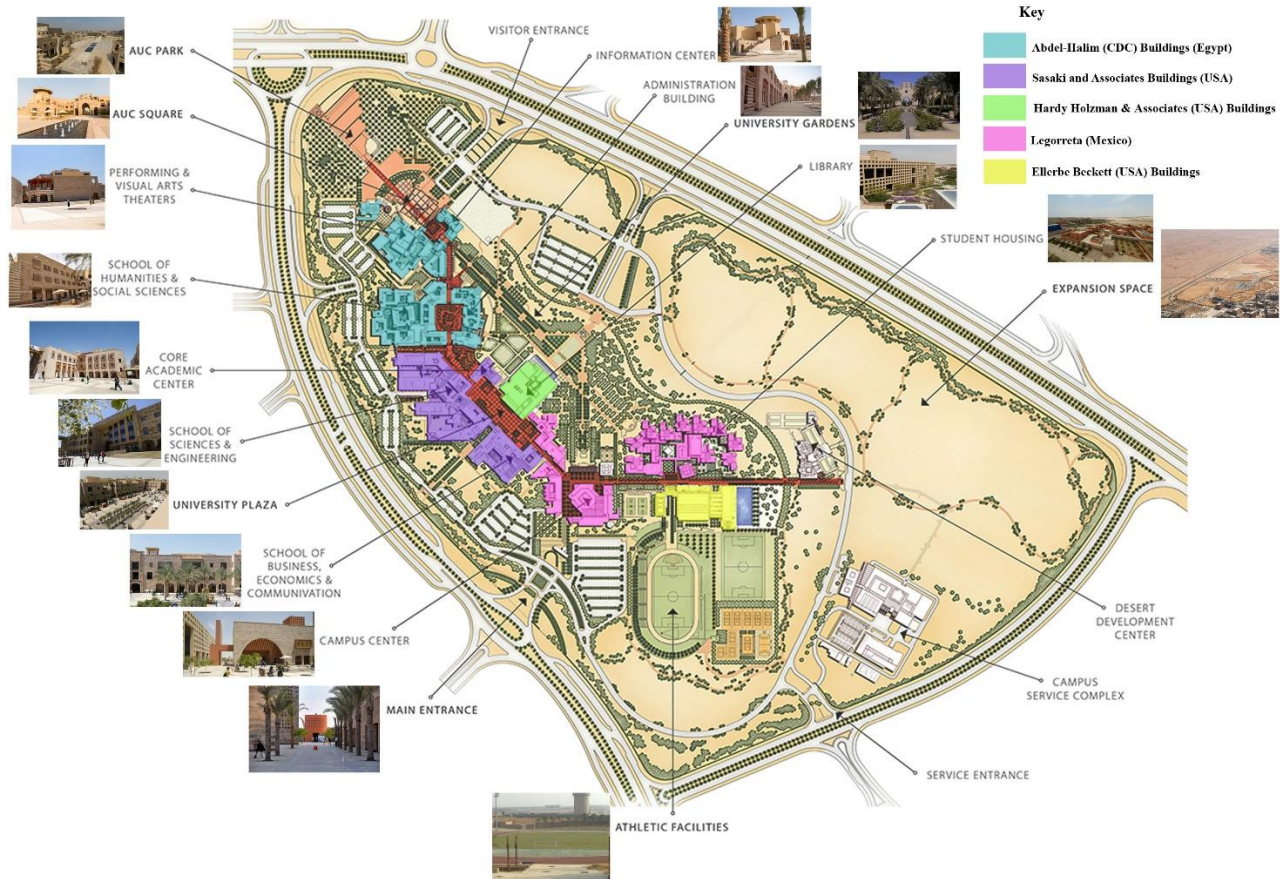 Key
Abdel-Halim (CDC) Buildings (Egypt)
Sasaki and Associates Buildings (USA)
Hardy Holzman & Associates (USA) Buildings
Legorreta (Mexico)
Ellerbe Beckett (USA) Buildings
AUC PARK
VISITOR ENTRANCE
INFORMATION CENTER
ADMINISTRATION
BUILDING
UNIVERSITY GARDENS
LIBRARY
STUDENT HOUSING
EXPANSION SPACE
AUC SQUARE
PERFORMING &
VISUAL ARTS
THEATERS
SCHOOL OF
HUMANITIES &
SOCIAL SCIENCES
CORE
ACADEMIC
CENTER
SCHOOL OF
SCIENCES &
ENGINEERING
UNIVERSITY PLAZA
SCHOOL OF
BUSINESS,
ECONOMICS &
COMMUNIVATION
CAMPUS CENTER
MAIN ENTRANCE
DESERT
DEVELOPMENT
CENTER
CAMPUS
SERVICE COMPLEX
SERVICE ENTRANCE
ATHLETIC FACILITIES